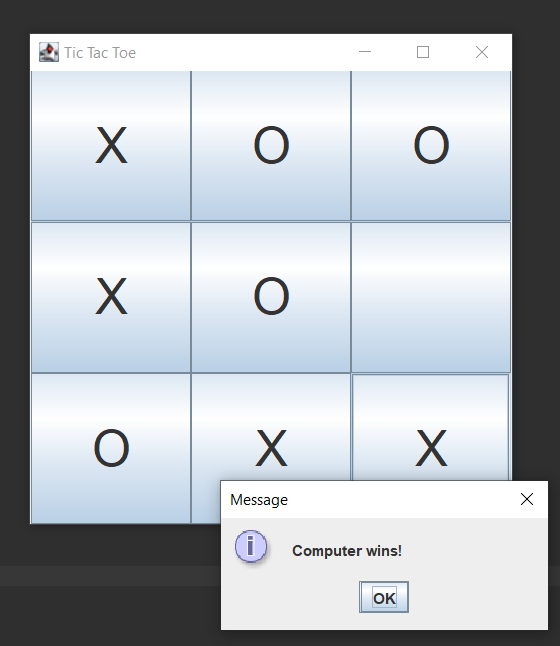 Tic Tac Toe
X O O
X O
O X X
Message
Computer wins!
OK